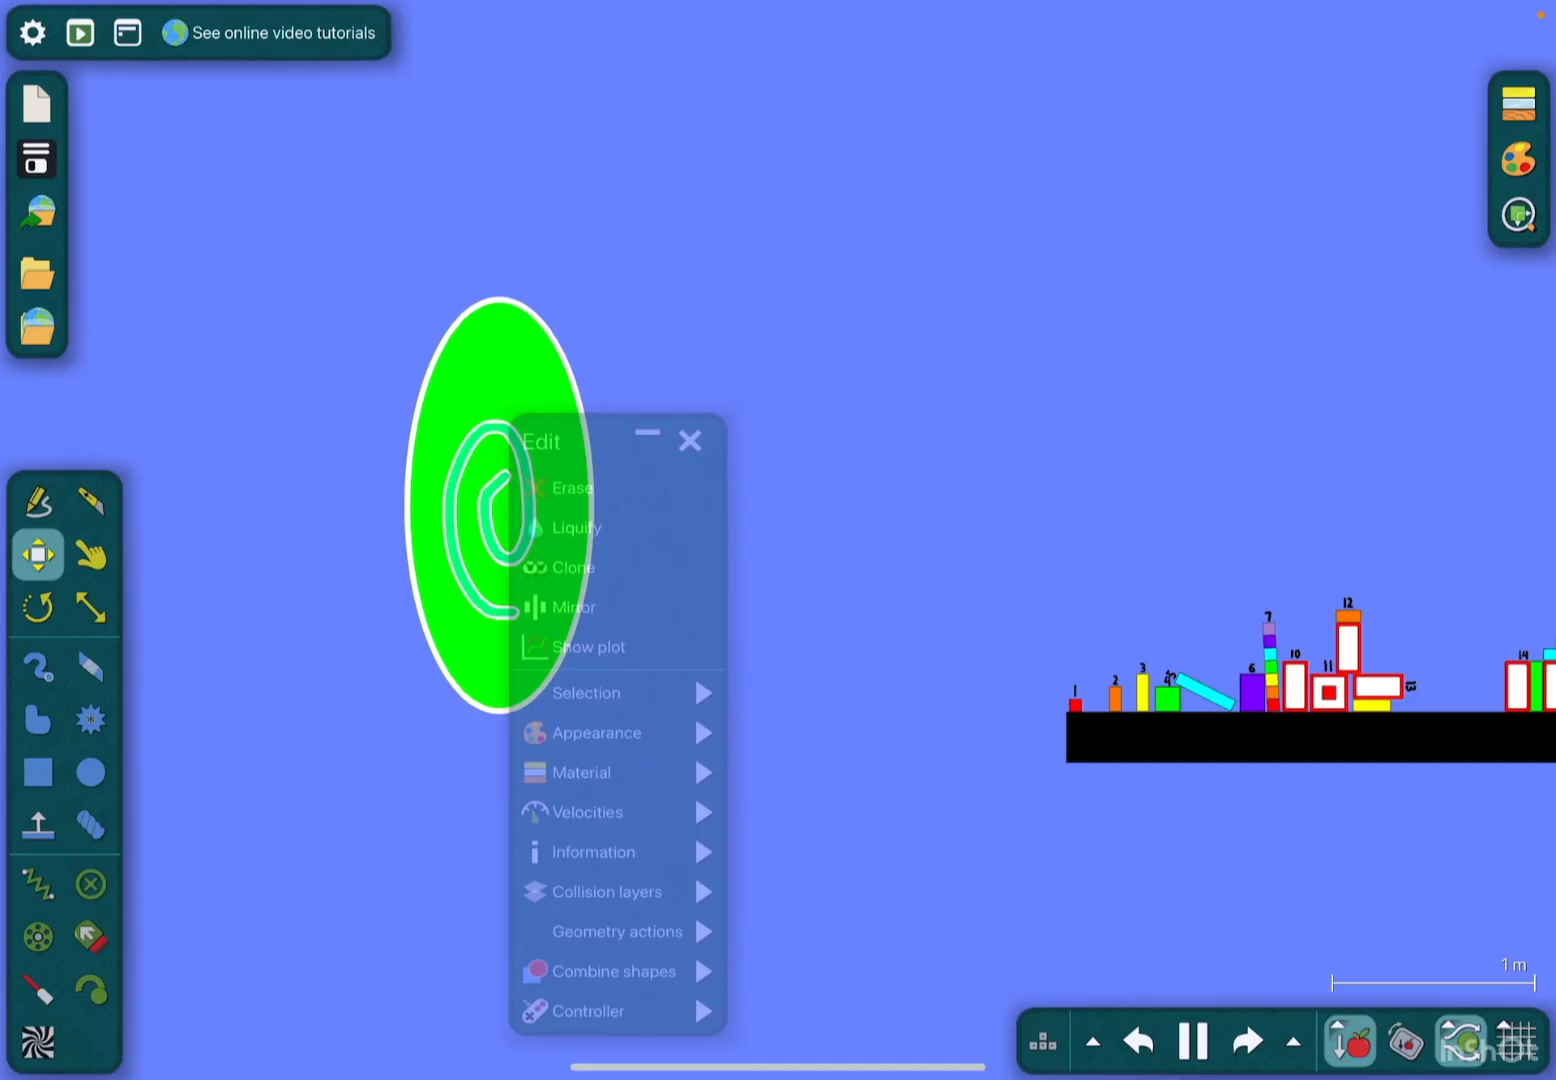 See online video tutorials
Edit
Erase
Liquify
Clone
Mirror
Show plot
Selection
Appearance
Material
Velocities
Information
Collision layers
Geometry actions
Combine shapes
Controller
1
2
3
6
7
10
11
12
13
14
1 m
InShOt